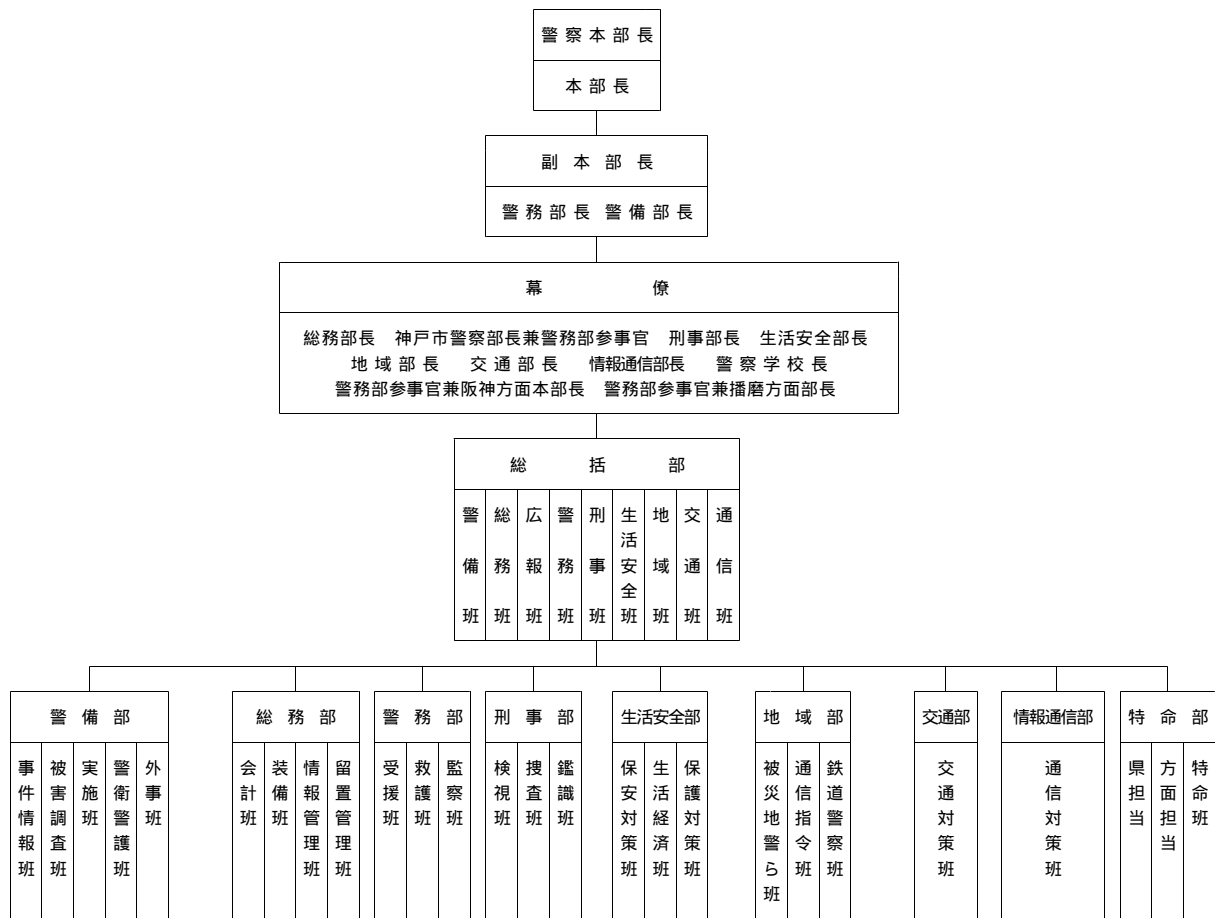 警察本部長
本部長
副本部長
警務部長 警備部長
幕僚
総務部長 神戸市警察部長兼警務部参事官 刑事部長 生活安全部長
地域部長 交通部長 情報通信部長 警察学校長
警務部参事官兼阪神方面本部長 警務部参事官兼播磨方面部長
総括部
警備班
総務班
広報班
警務班
刑事班
生活安全班
地域班
交通班
通信班
警備部
事件情報班
被害調査班
実施班
警衛警護班
外事班
総務部
会計班
装備班
情報管理班
留置管理班
警務部
受援班
救護班
監察班
刑事部
検視班
捜査班
鑑識班
生活安全部
保安対策班
生活経済班
保護対策班
地域部
被災地警ら班
通信指令班
鉄道警察班
交通部
交通対策班
情報通信部
通信対策班
特命部
県担当
方面担当
特命班